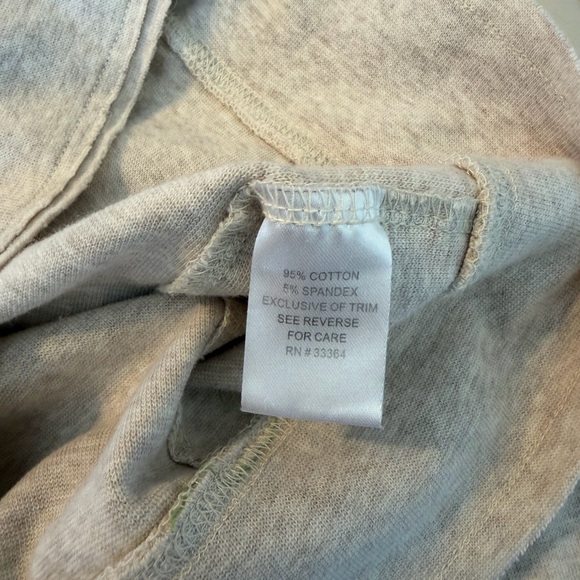 95% COTTON
5% SPANDEX
EXCLUSIVE OF TRIM
SEE REVERSE
FOR CARE
RN # 33364